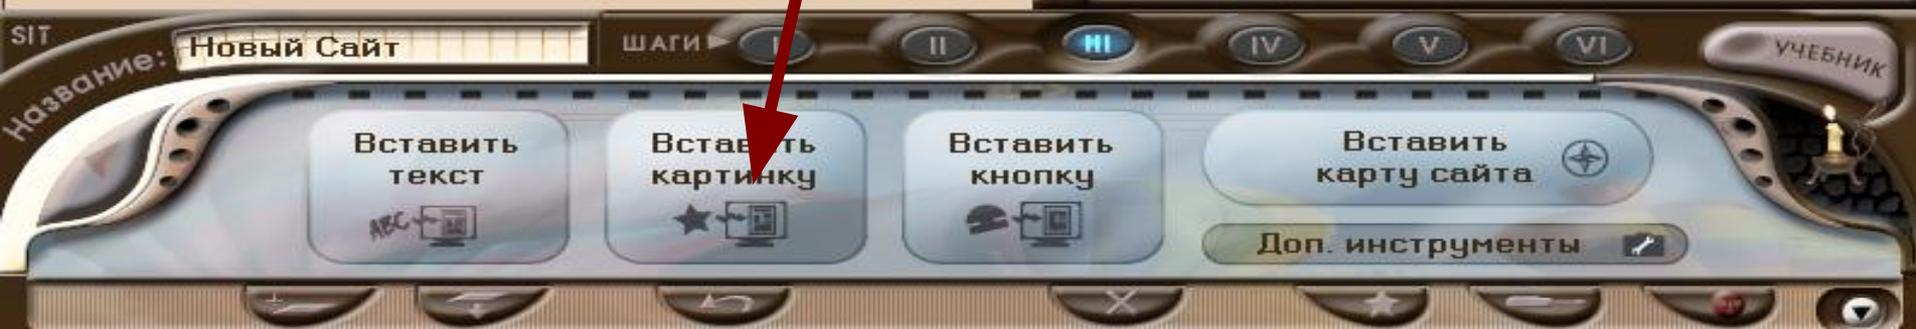 SIT
Название:
Новый Сайт
ШАГИ
I
II
III
IV
V
VI
УЧЕБНИК
Вставить
текст
ABC
Вставить
картинку
Вставить
кнопку
Вставить
карту сайта
Доп. инструменты